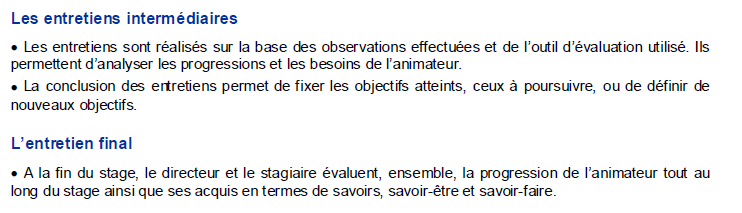 Les entretiens intermédiaires
• Les entretiens sont réalisés sur la base des observations effectuées et de l’outil d’évaluation utilisé. Ils
permettent d’analyser les progressions et les besoins de l’animateur.
• La conclusion des entretiens permet de fixer les objectifs atteints, ceux à poursuivre, ou de définir de
nouveaux objectifs.
L’entretien final
• A la fin du stage, le directeur et le stagiaire évaluent, ensemble, la progression de l’animateur tout au
long du stage ainsi que ses acquis en termes de savoirs, savoir-être et savoir-faire.